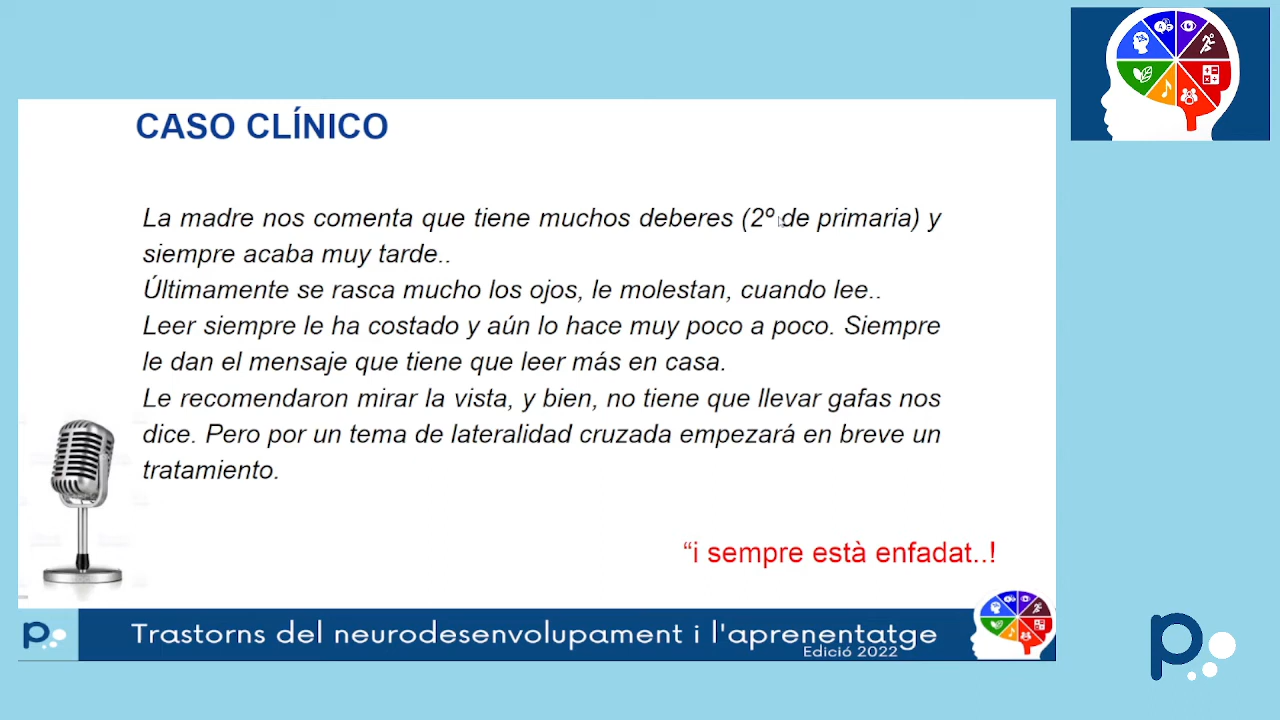 CASO CLÍNICO
La madre nos comenta que tiene muchos deberes (2º de primaria) y
siempre acaba muy tarde..
Últimamente se rasca mucho los ojos, le molestan, cuando lee..
Leer siempre le ha costado y aún lo hace muy poco a poco. Siempre
le dan el mensaje que tiene que leer más en casa.
Le recomendaron mirar la vista, y bien, no tiene que llevar gafas nos
dice. Pero por un tema de lateralidad cruzada empezará en breve un
tratamiento.
“i sempre està enfadat..!
p
Trastorns del neurodesenvolupament i l'aprenentatge
Edició 2022
p